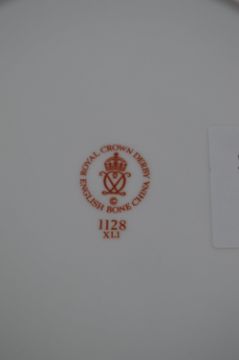 ROYAL CROWN DERBY
ENGLISH BONE CHINA
©
1128
XLI